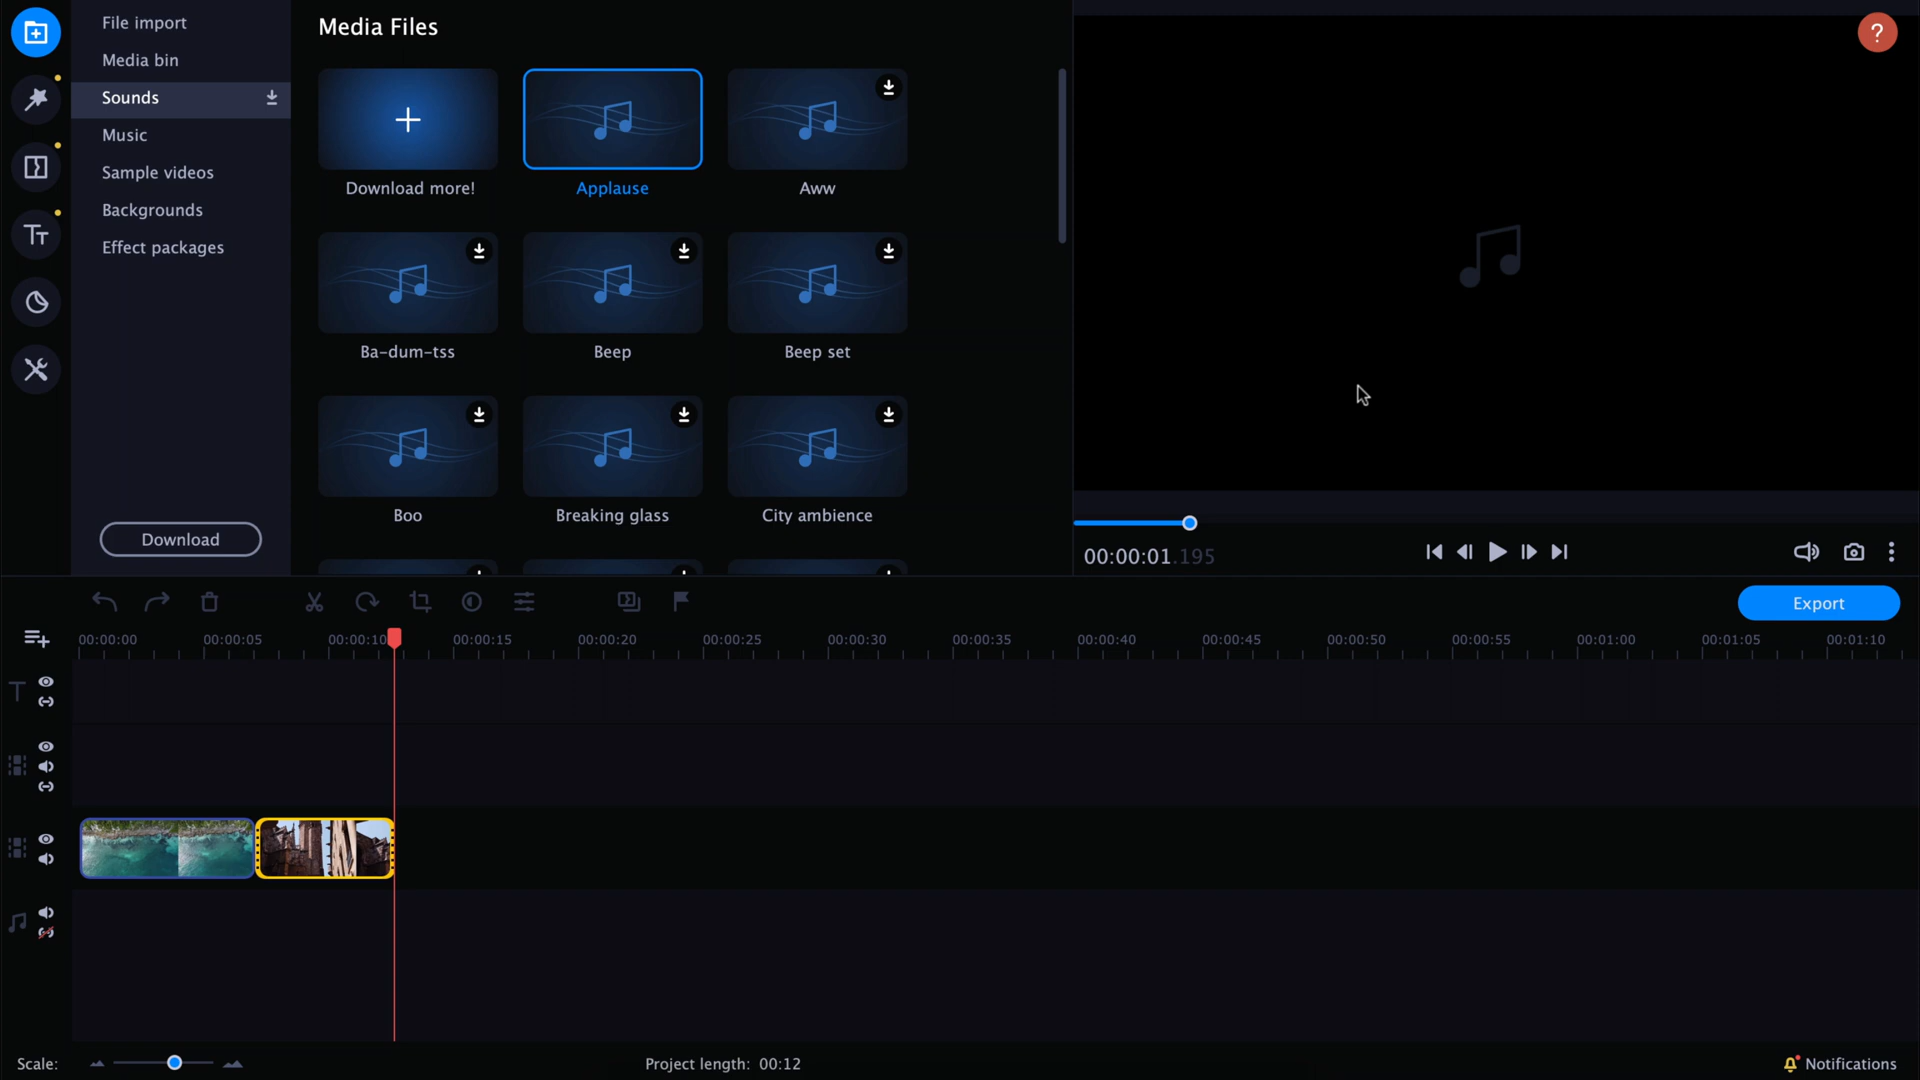 File import
Media bin
Sounds
Music
Sample videos
Backgrounds
Effect packages
Download
Media Files
Download more!
Applause
Aww
Ba-dum-tss
Beep
Beep set
Boo
Breaking glass
City ambience
?
00:00:01.195
Export
00:00:00 00:00:05 00:00:10 00:00:15 00:00:20 00:00:25 00:00:30 00:00:35 00:00:40 00:00:45 00:00:50 00:00:55 00:01:00 00:01:05 00:01:10
Scale:
Project length: 00:12
Notifications